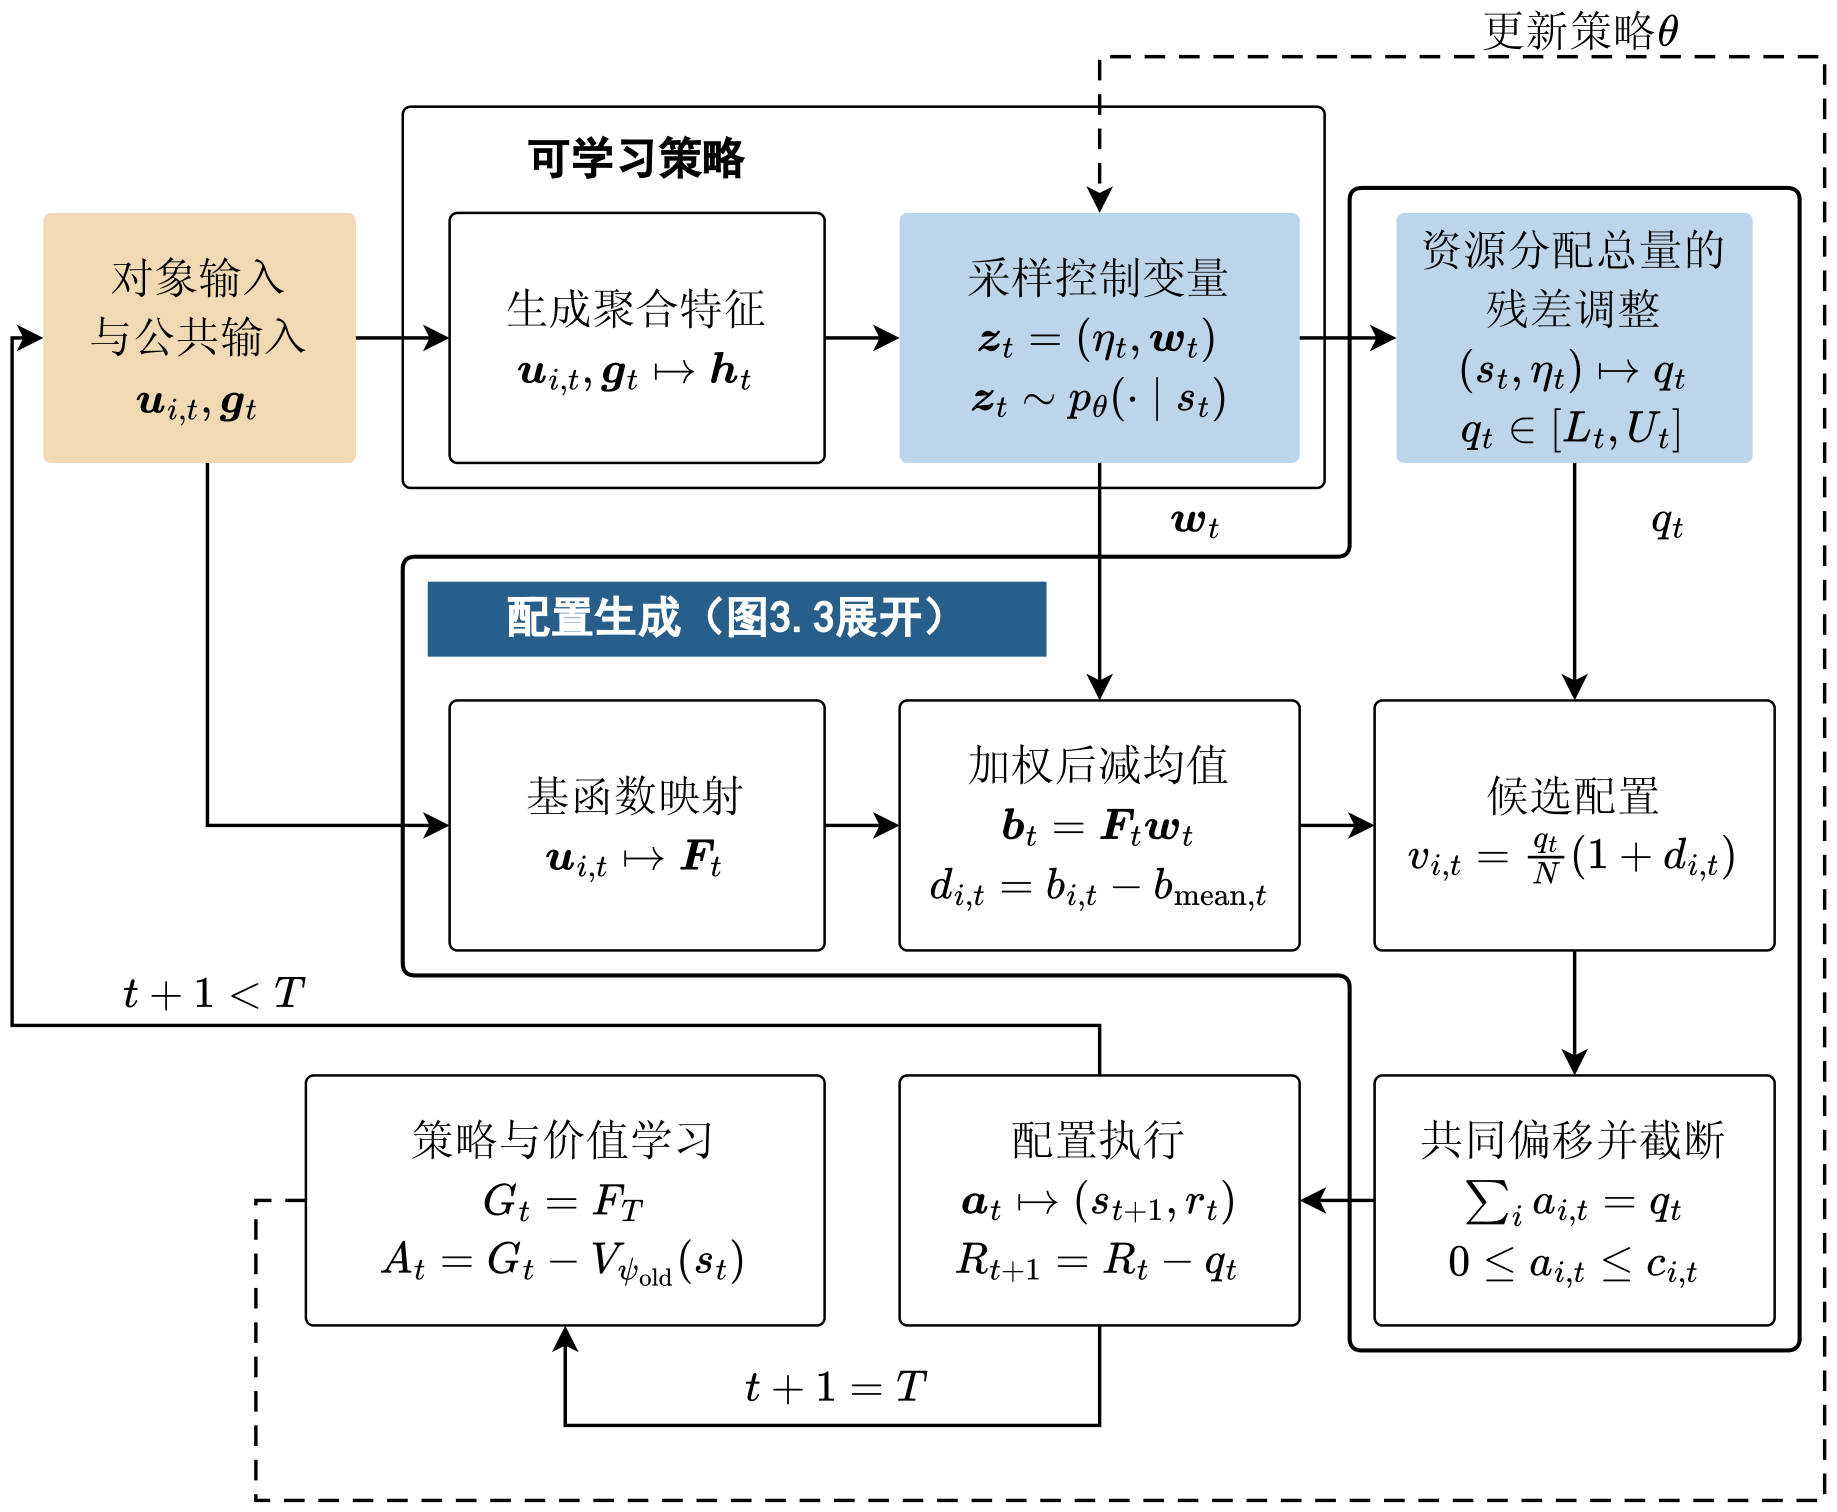 更新策略θ
可学习策略
对象输入
与公共输入
u_{i,t}, g_t
生成聚合特征
u_{i,t}, g_t ↦ h_t
采样控制变量
z_t = (η_t, w_t)
z_t ∼ p_θ(· | s_t)
资源分配总量的
残差调整
(s_t, η_t) ↦ q_t
q_t ∈ [L_t, U_t]
w_t
q_t
配置生成（图3.3展开）
基函数映射
u_{i,t} ↦ F_t
加权后减均值
b_t = F_t w_t
d_{i,t} = b_{i,t} − b_{mean,t}
候选配置
v_{i,t} = \frac{q_t}{N}(1 + d_{i,t})
t + 1 < T
策略与价值学习
G_t = F_T
A_t = G_t − V_{ψ_{old}}(s_t)
配置执行
a_t ↦ (s_{t+1}, r_t)
R_{t+1} = R_t − q_t
共同偏移并截断
∑_i a_{i,t} = q_t
0 ≤ a_{i,t} ≤ c_{i,t}
t + 1 = T